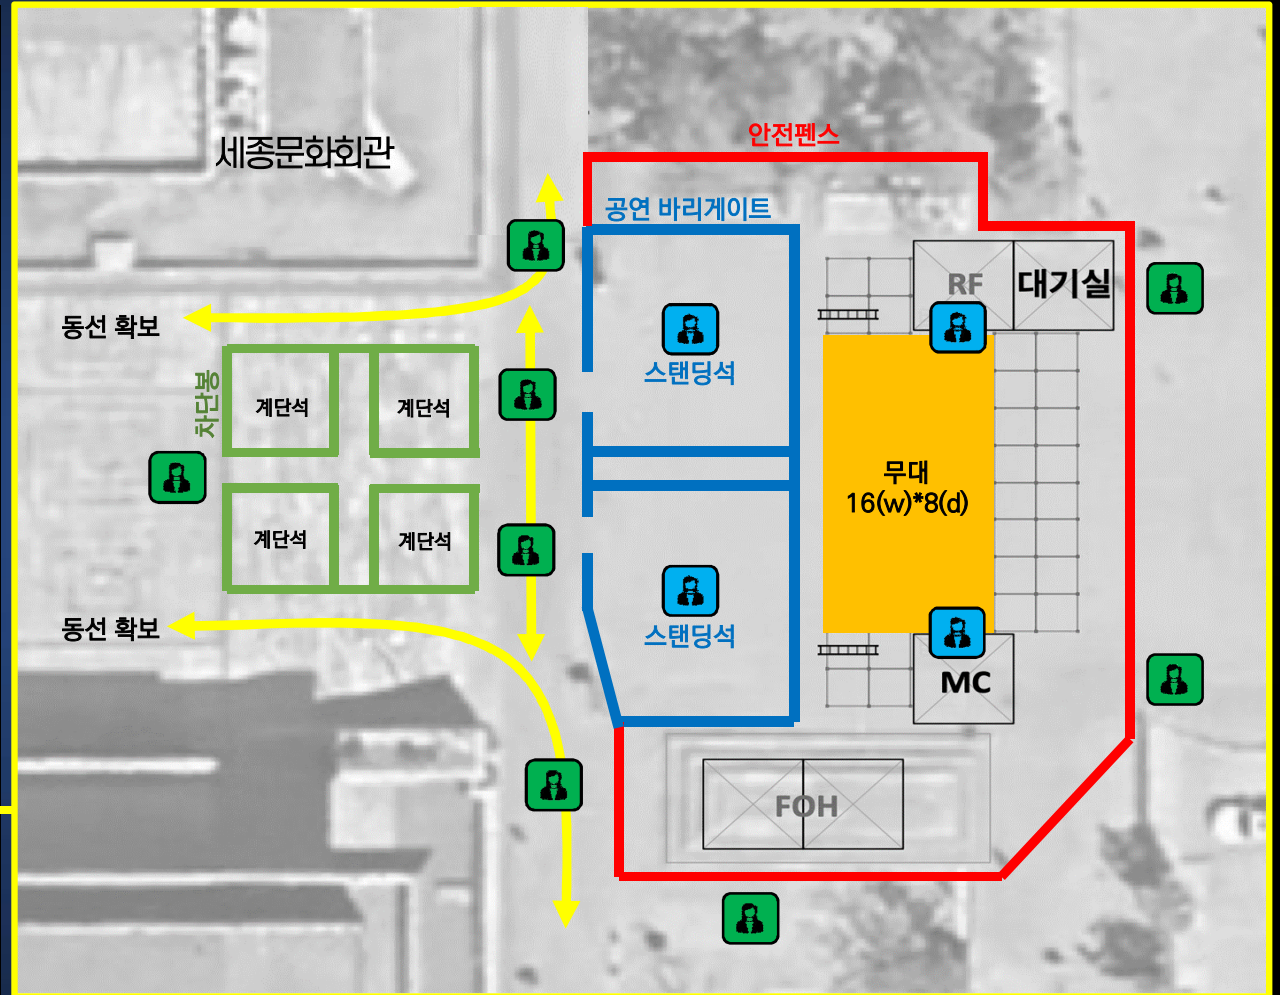 안전펜스
세종문화회관
공연 바리게이트
RF
대기실
동선 확보
스탠딩석
차단봉
계단석
계단석
무대
16(w)*8(d)
계단석
계단석
동선 확보
스탠딩석
MC
FOH